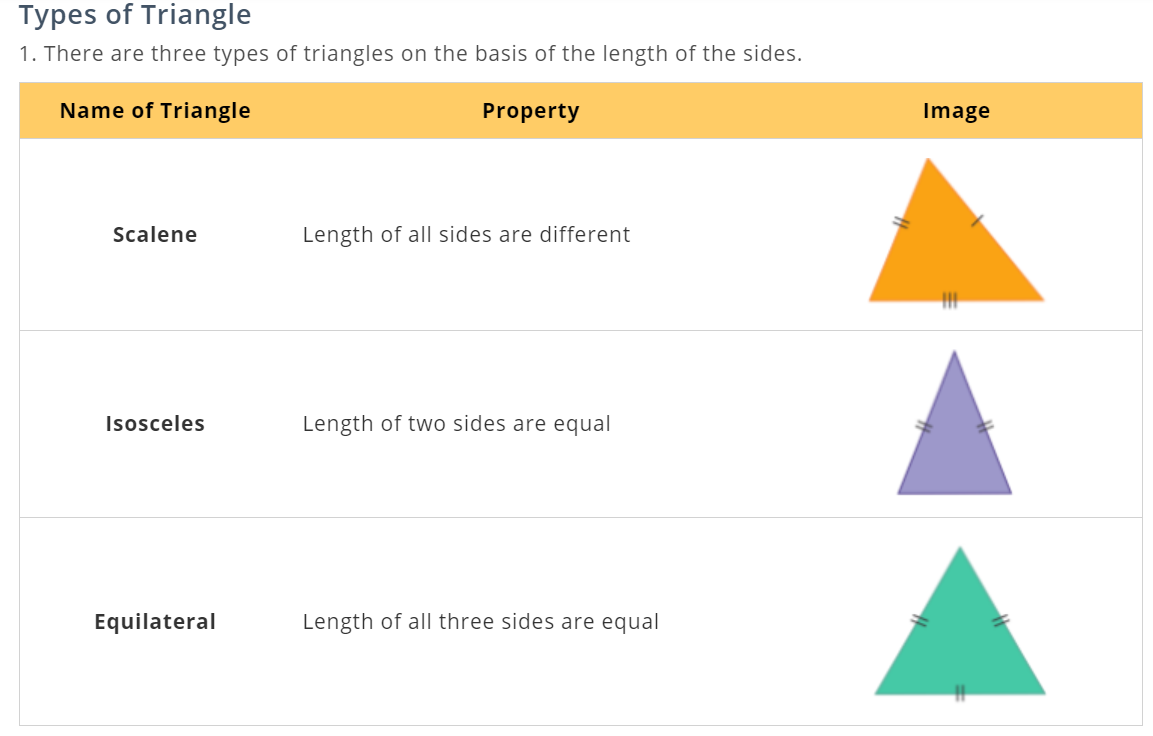 Types of Triangle
1. There are three types of triangles on the basis of the length of the sides.
Name of Triangle Property Image
Scalene Length of all sides are different
Isosceles Length of two sides are equal
Equilateral Length of all three sides are equal